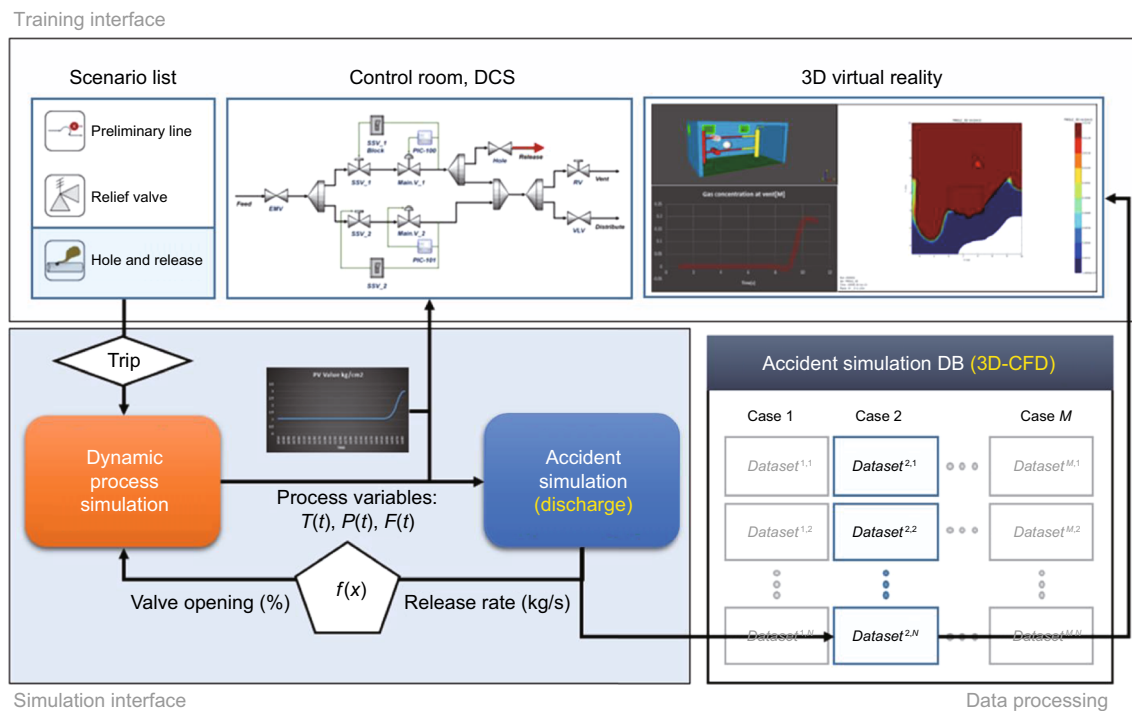 Training interface
Scenario list
Control room, DCS
3D virtual reality
Preliminary line
Relief valve
Hole and release
SSV_1
Block
PIC-100
SSV_1
Main.V_1
Hole
Release
Feed
EMV
RV
Vent
SSV_2
Main.V_2
VLV
Distribute
PIC-101
SSV_2
Gas concentration at vent[M]
Time(s)
Trip
PV Valve kg/cm2
Dynamic
process
simulation
Accident
simulation
(discharge)
Process variables:
T(t), P(t), F(t)
f(x)
Valve opening (%)
Release rate (kg/s)
Accident simulation DB (3D-CFD)
Case 1
Case 2
Case M
Dataset1,1
Dataset2,1
DatasetM,1
Dataset1,2
Dataset2,2
DatasetM,2
Dataset1,N
Dataset2,N
DatasetM,N
Simulation interface
Data processing